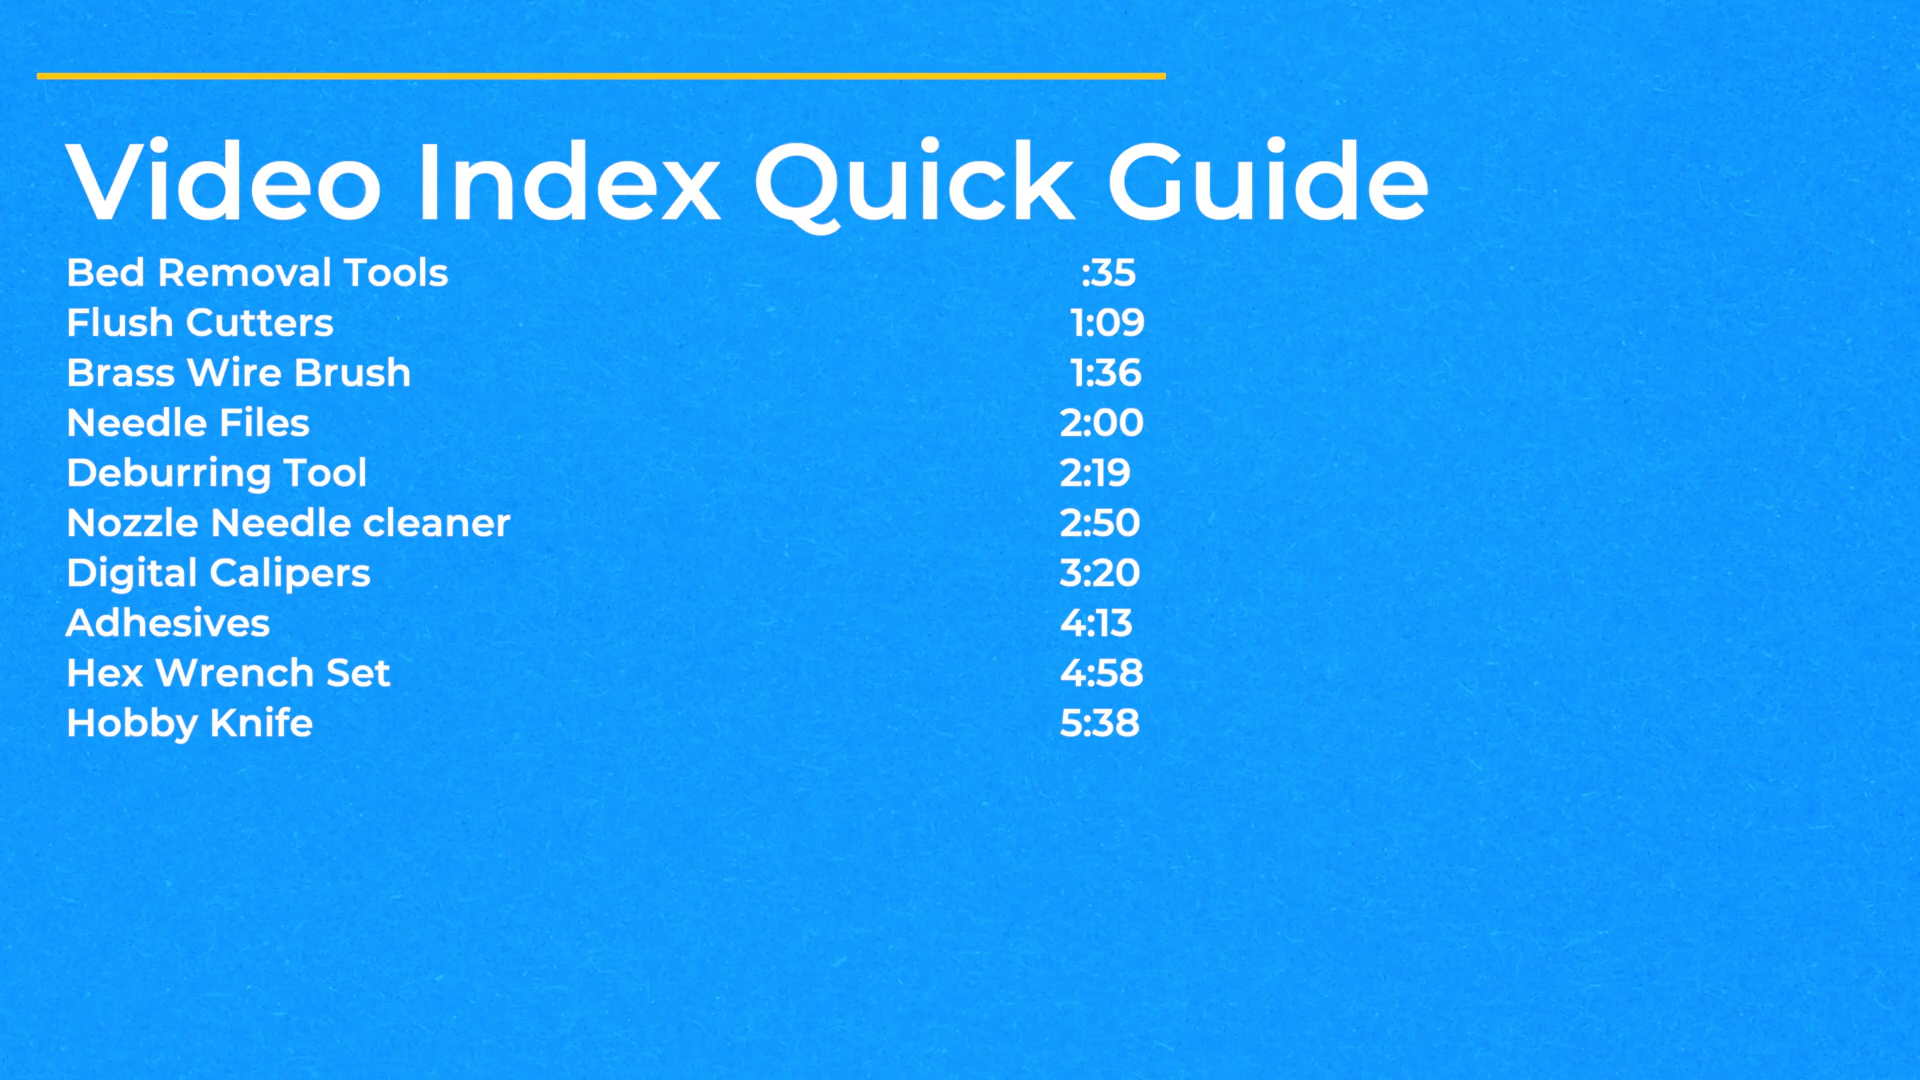 Video Index Quick Guide
Bed Removal Tools :35
Flush Cutters 1:09
Brass Wire Brush 1:36
Needle Files 2:00
Deburring Tool 2:19
Nozzle Needle cleaner 2:50
Digital Calipers 3:20
Adhesives 4:13
Hex Wrench Set 4:58
Hobby Knife 5:38